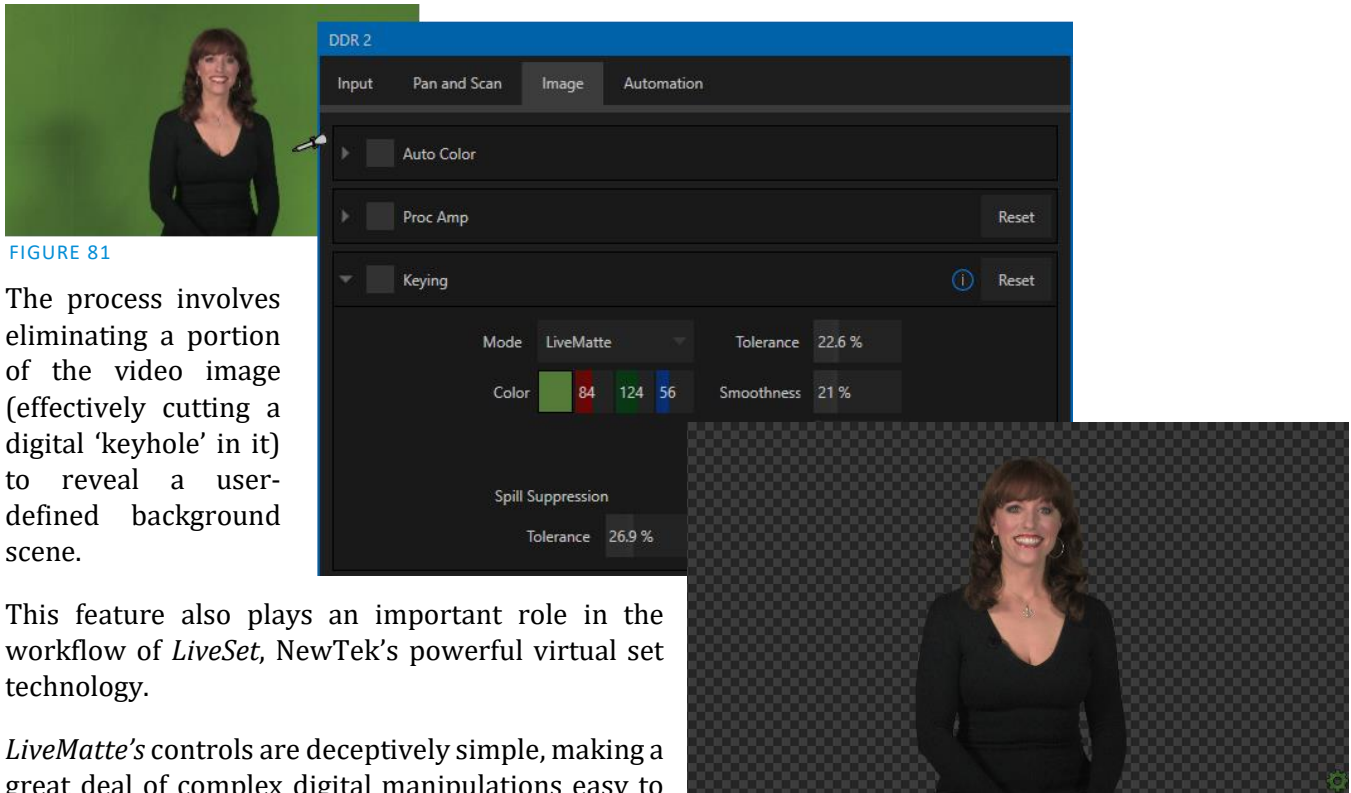 DDR 2
Input Pan and Scan Image Automation
Auto Color
Proc Amp Reset
Keying i Reset
Mode LiveMatte Tolerance 22.6 %
Color 84 124 56 Smoothness 21 %
Spill Suppression
Tolerance 26.9 %
FIGURE 81
The process involves
eliminating a portion
of the video image
(effectively cutting a
digital ‘keyhole’ in it)
to reveal a user-
defined background
scene.
This feature also plays an important role in the
workflow of LiveSet, NewTek’s powerful virtual set
technology.
LiveMatte’s controls are deceptively simple, making a
great deal of complex digital manipulations easy to